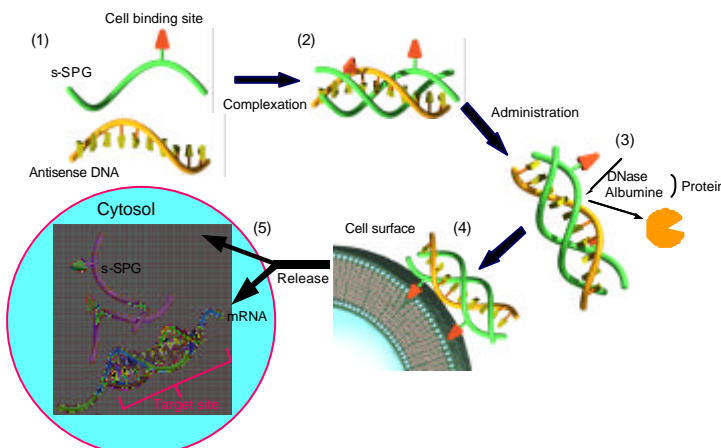 Cell binding site
(1)
s-SPG
Antisense DNA
Complexation
(2)
Administration
(3)
DNase
Albumine
Protein
(4)
Cell surface
(5)
Release
Cytosol
s-SPG
mRNA
Target site